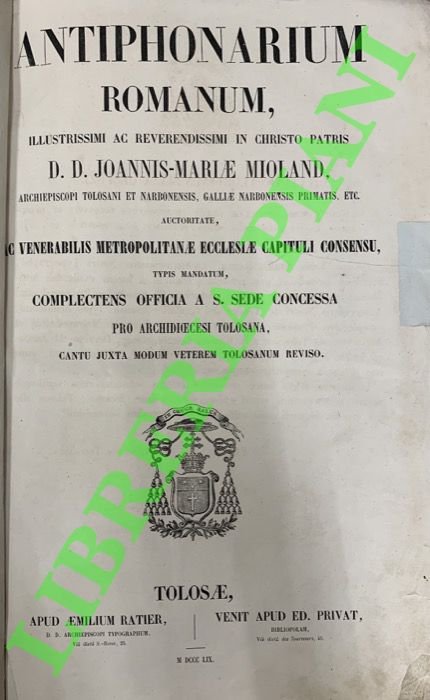 ANTIPHONARIUM
ROMANUM,
ILLUSTRISSIMI AC REVERENDISSIMI IN CHRISTO PATRIS
D. D. JOANNIS-MARIÆ MIOLAND,
ARCHIEPISCOPI TOLOSANI ET NARBONENSIS, GALLIÆ NARBONENSIS PRIMATIS, ETC.
AUCTORITATE,
AC VENERABILIS METROPOLITANÆ ECCLESIÆ CAPITULI CONSENSU,
TYPIS MANDATUM,
COMPLECTENS OFFICIA A S. SEDE CONCESSA
PRO ARCHIDIŒCESI TOLOSANA,
CANTU JUXTA MODUM VETEREM TOLOSANUM REVISO.
TOLOSÆ,
APUD ÆMILIUM RATIER,
D. D. ARCHIEPISCOPI TYPOGRAPHUM.
VENIT APUD ED. PRIVAT,
BIBLIOPOLAM,
M DCCC LIX.
LIBRERIA PIANI